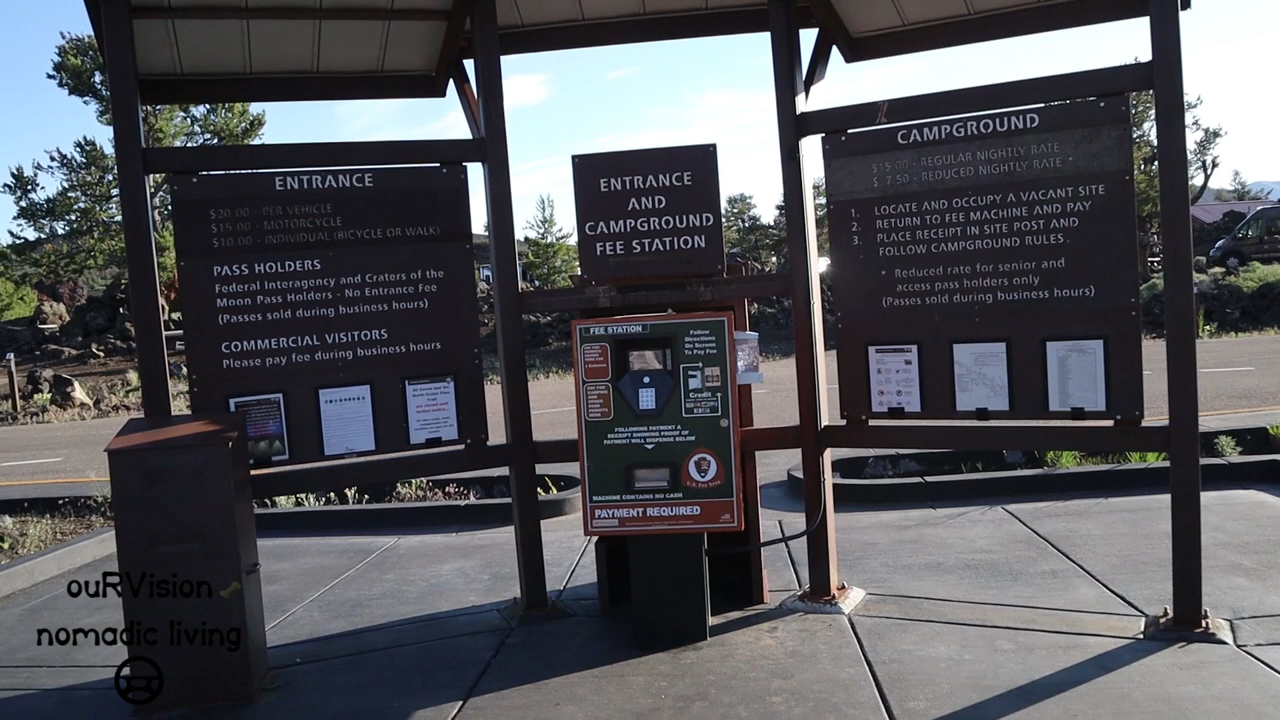 ENTRANCE
$20.00 - PER VEHICLE
$15.00 - MOTORCYCLE
$10.00 - INDIVIDUAL (BICYCLE OR WALK)
PASS HOLDERS
Federal Interagency and Craters of the
Moon Pass Holders - No Entrance Fee
(Passes sold during business hours)
COMMERCIAL VISITORS
Please pay fee during business hours
ENTRANCE
AND
CAMPGROUND
FEE STATION
FEE STATION
Follow
Directions
On Screen
To Pay Fee
Credit
FOLLOWING PAYMENT A
RECEIPT SHOWING PROOF OF
PAYMENT WILL DISPENSE BELOW
U.S. Fee Area
MACHINE CONTAINS NO CASH
PAYMENT REQUIRED
CAMPGROUND
$15.00 - REGULAR NIGHTLY RATE
$ 7.50 - REDUCED NIGHTLY RATE *
1. LOCATE AND OCCUPY A VACANT SITE
2. RETURN TO FEE MACHINE AND PAY
3. PLACE RECEIPT IN SITE POST AND
FOLLOW CAMPGROUND RULES.
* Reduced rate for senior and
access pass holders only
(Passes sold during business hours)
ouRVision
nomadic living